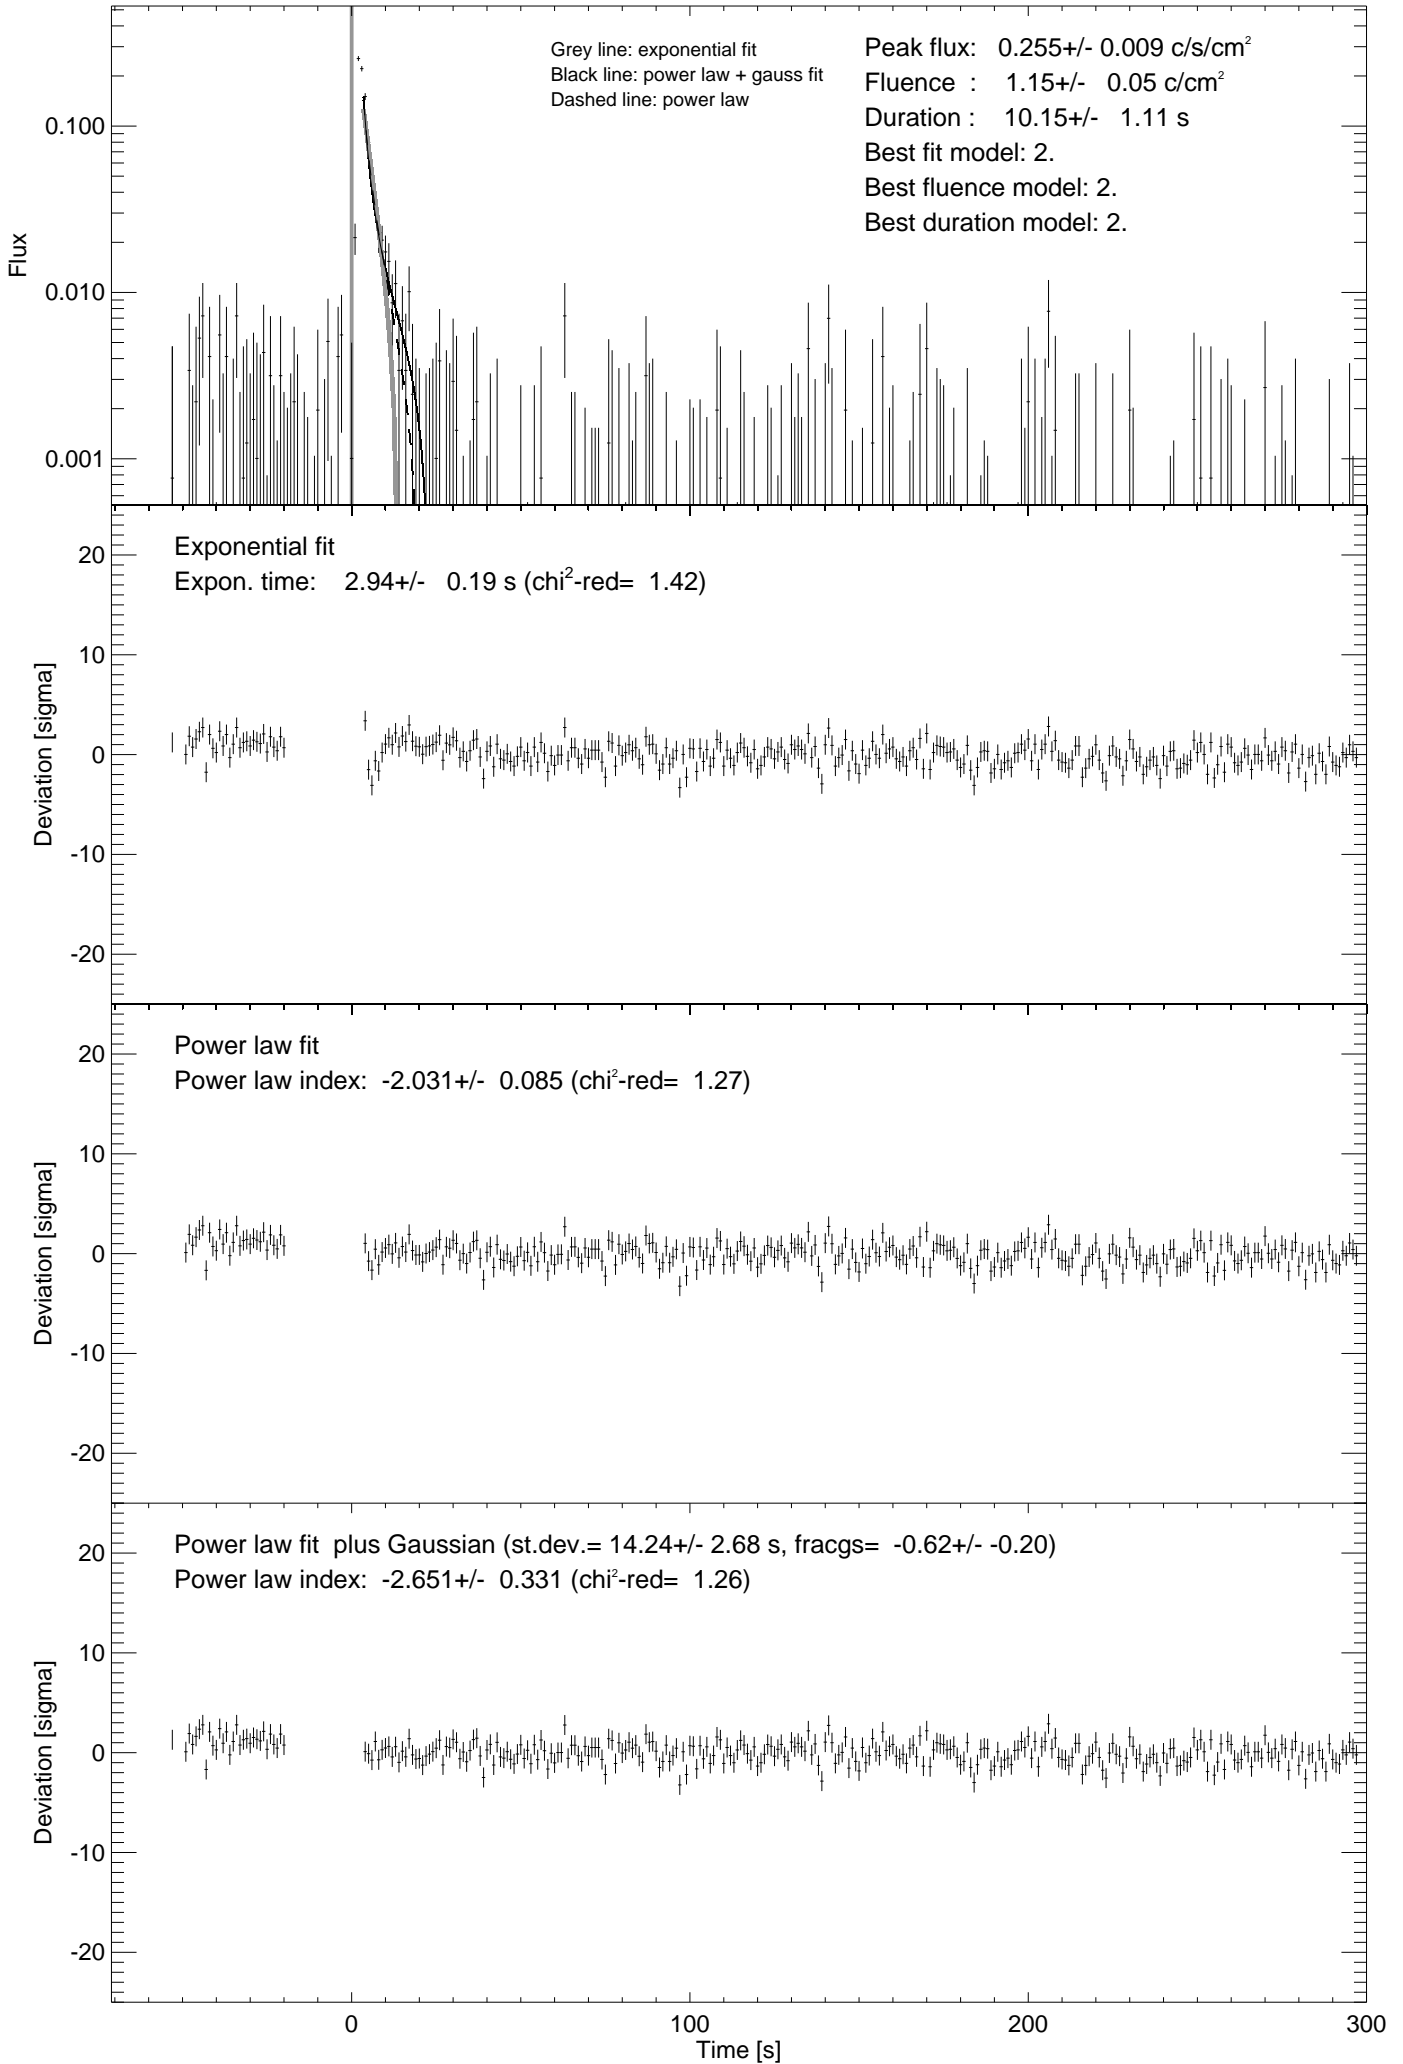 Grey line: exponential fit
Black line: power law + gauss fit
Dashed line: power law
Peak flux: 0.255+/- 0.009 c/s/cm²
Fluence : 1.15+/- 0.05 c/cm²
Duration : 10.15+/- 1.11 s
Best fit model: 2.
Best fluence model: 2.
Best duration model: 2.
Flux
0.100
0.010
0.001
Exponential fit
Expon. time: 2.94+/- 0.19 s (chi²-red= 1.42)
Deviation [sigma]
20
10
0
-10
-20
Power law fit
Power law index: -2.031+/- 0.085 (chi²-red= 1.27)
Deviation [sigma]
20
10
0
-10
-20
Power law fit plus Gaussian (st.dev.= 14.24+/- 2.68 s, fracgs= -0.62+/- -0.20)
Power law index: -2.651+/- 0.331 (chi²-red= 1.26)
Deviation [sigma]
20
10
0
-10
-20
0 100 200 300
Time [s]